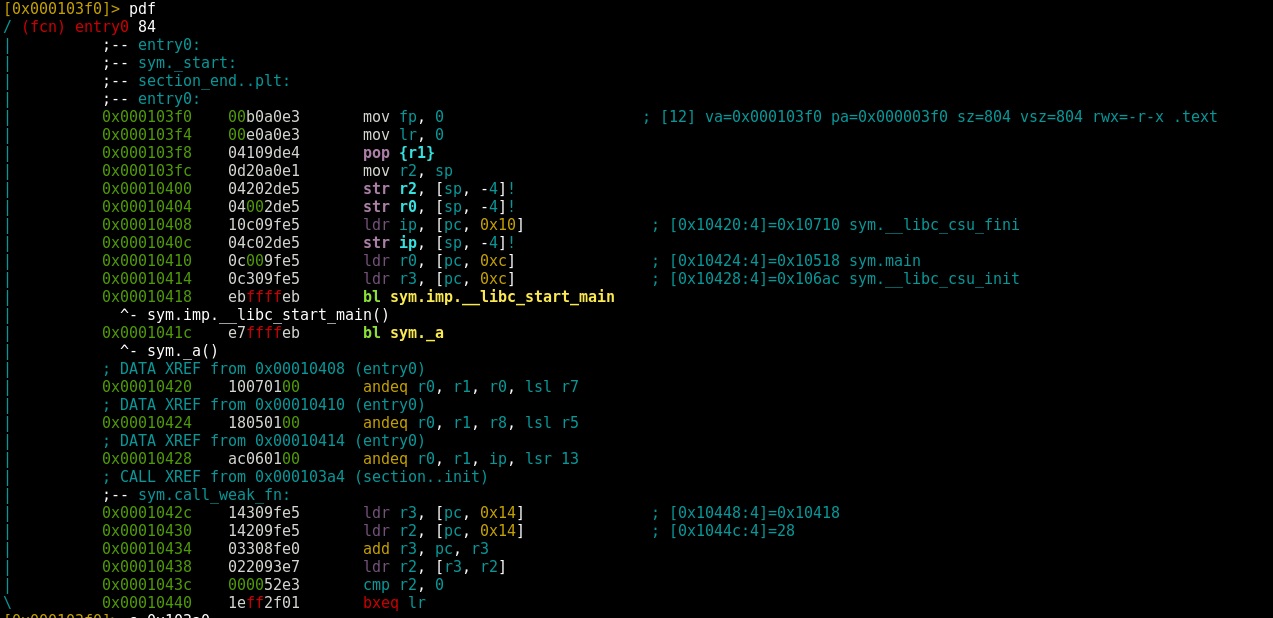 [0x000103f0]> pdf
/ (fcn) entry0 84
|           ;-- entry0:
|           ;-- sym._start:
|           ;-- section_end..plt:
|           ;-- entry0:
|           0x000103f0    00b0a0e3       mov fp, 0                      ; [12] va=0x000103f0 pa=0x000003f0 sz=804 vsz=804 rwx=-r-x .text
|           0x000103f4    00e0a0e3       mov lr, 0
|           0x000103f8    04109de4       pop {r1}
|           0x000103fc    0d20a0e1       mov r2, sp
|           0x00010400    04202de5       str r2, [sp, -4]!
|           0x00010404    04002de5       str r0, [sp, -4]!
|           0x00010408    10c09fe5       ldr ip, [pc, 0x10]              ; [0x10420:4]=0x10710 sym.__libc_csu_fini
|           0x0001040c    04c02de5       str ip, [sp, -4]!
|           0x00010410    0c009fe5       ldr r0, [pc, 0xc]               ; [0x10424:4]=0x10518 sym.main
|           0x00010414    0c309fe5       ldr r3, [pc, 0xc]               ; [0x10428:4]=0x106ac sym.__libc_csu_init
|           0x00010418    ebffffeb       bl sym.imp.__libc_start_main
|             ^- sym.imp.__libc_start_main()
|           0x0001041c    e7ffffeb       bl sym._a
|             ^- sym._a()
|           ; DATA XREF from 0x00010408 (entry0)
|           0x00010420    10070100       andeq r0, r1, r0, lsl r7
|           ; DATA XREF from 0x00010410 (entry0)
|           0x00010424    18050100       andeq r0, r1, r8, lsl r5
|           ; DATA XREF from 0x00010414 (entry0)
|           0x00010428    ac060100       andeq r0, r1, ip, lsr 13
|           ; CALL XREF from 0x000103a4 (section..init)
|           ;-- sym.call_weak_fn:
|           0x0001042c    14309fe5       ldr r3, [pc, 0x14]              ; [0x10448:4]=0x10418
|           0x00010430    14209fe5       ldr r2, [pc, 0x14]              ; [0x1044c:4]=28
|           0x00010434    03308fe0       add r3, pc, r3
|           0x00010438    022093e7       ldr r2, [r3, r2]
|           0x0001043c    000052e3       cmp r2, 0
\           0x00010440    1eff2f01       bxeq lr